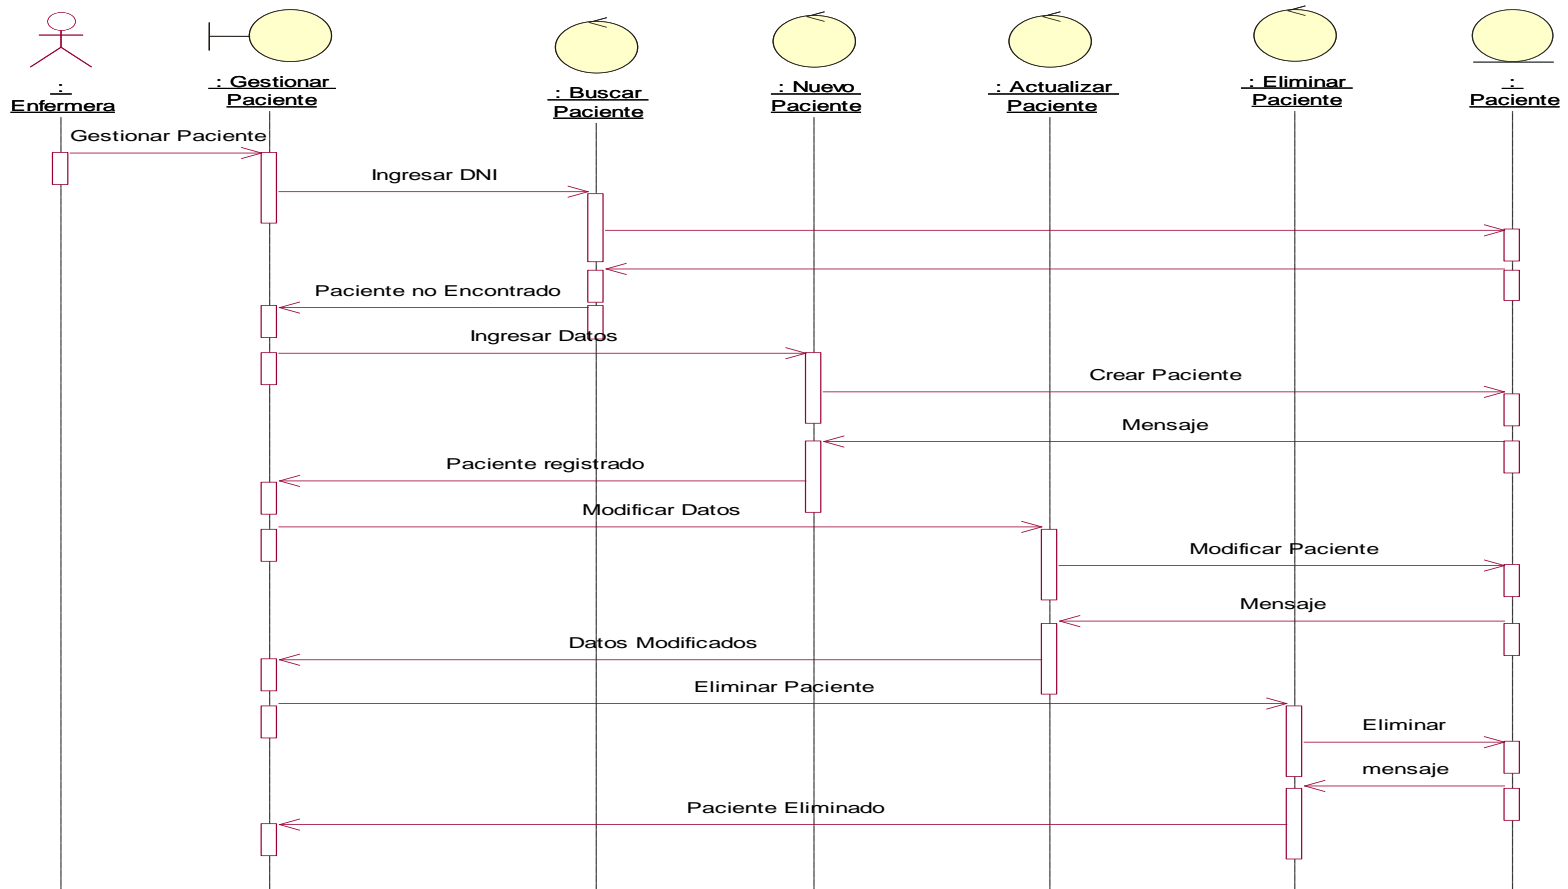 :
Enfermera
: Gestionar
Paciente
: Buscar
Paciente
: Nuevo
Paciente
: Actualizar
Paciente
: Eliminar
Paciente
:
Paciente
Gestionar Paciente
Ingresar DNI
Paciente no Encontrado
Ingresar Datos
Crear Paciente
Mensaje
Paciente registrado
Modificar Datos
Modificar Paciente
Mensaje
Datos Modificados
Eliminar Paciente
Eliminar
mensaje
Paciente Eliminado